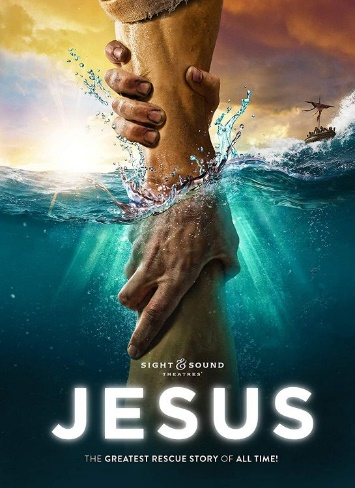 SIGHT & SOUND
THEATRES®
JESUS
THE GREATEST RESCUE STORY OF ALL TIME!